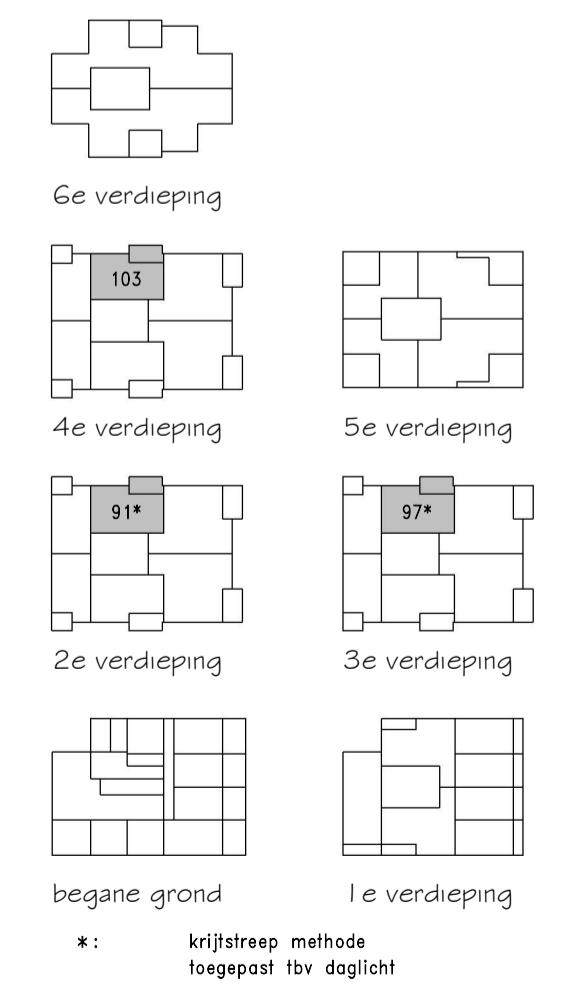 6e verdieping
103
4e verdieping
5e verdieping
91*
97*
2e verdieping
3e verdieping
begane grond
1e verdieping
*: krijtstreep methode
toegepast tbv daglicht